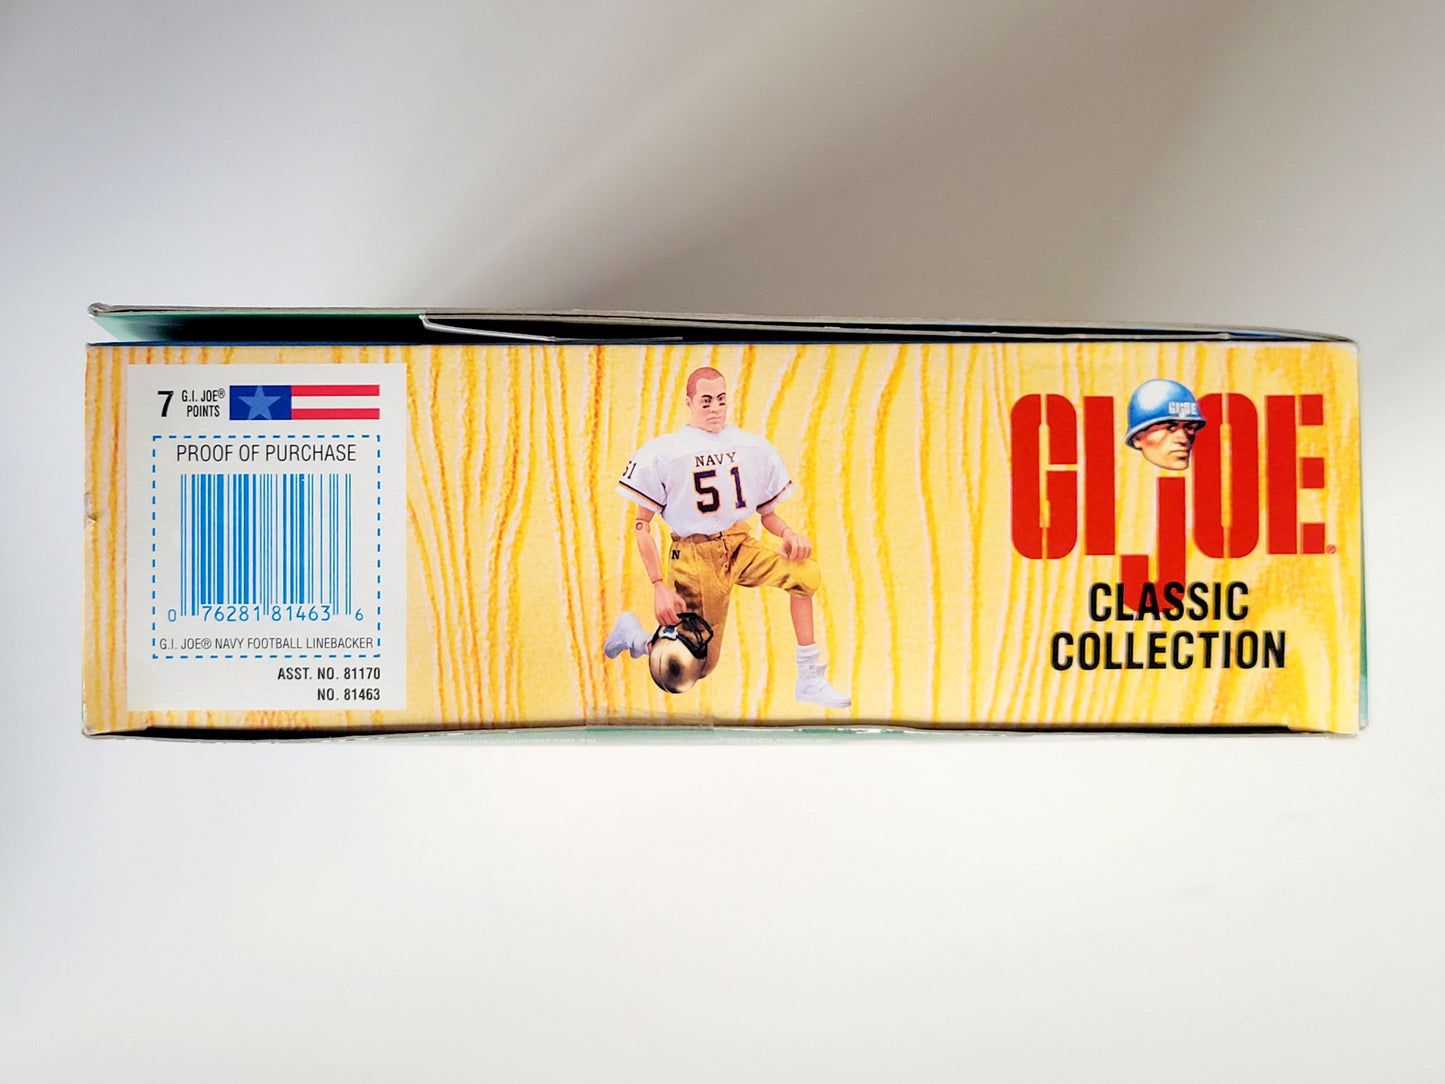 7 G.I. JOE®
POINTS
PROOF OF PURCHASE
0 76281 81463 6
G.I. JOE® NAVY FOOTBALL LINEBACKER
ASST. NO. 81170
NO. 81463
51
NAVY
51
N
GI JOE
GI JOE®
CLASSIC
COLLECTION